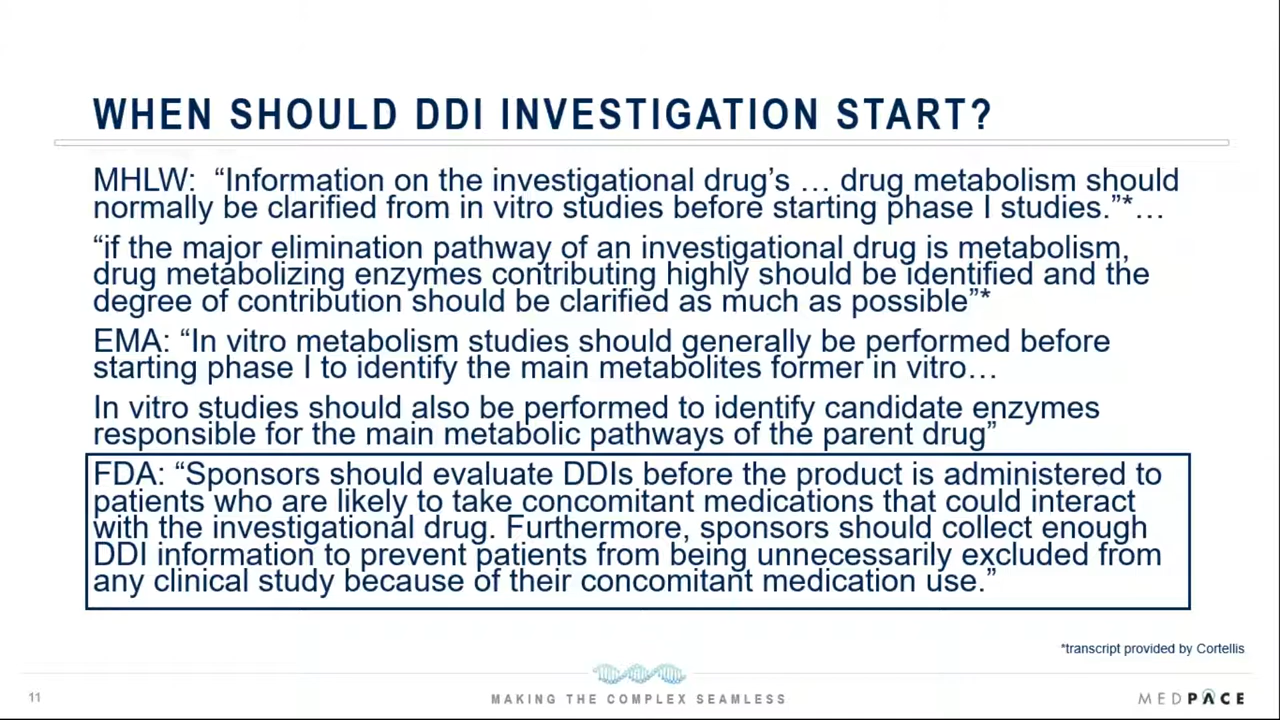 WHEN SHOULD DDI INVESTIGATION START?
MHLW:  “Information on the investigational drug’s … drug metabolism should
normally be clarified from in vitro studies before starting phase I studies.”*…
“if the major elimination pathway of an investigational drug is metabolism,
drug metabolizing enzymes contributing highly should be identified and the
degree of contribution should be clarified as much as possible”*
EMA: “In vitro metabolism studies should generally be performed before
starting phase I to identify the main metabolites former in vitro…
In vitro studies should also be performed to identify candidate enzymes
responsible for the main metabolic pathways of the parent drug”
FDA: “Sponsors should evaluate DDIs before the product is administered to
patients who are likely to take concomitant medications that could interact
with the investigational drug. Furthermore, sponsors should collect enough
DDI information to prevent patients from being unnecessarily excluded from
any clinical study because of their concomitant medication use.”
*transcript provided by Cortellis
11
MAKING THE COMPLEX SEAMLESS
MEDPACE